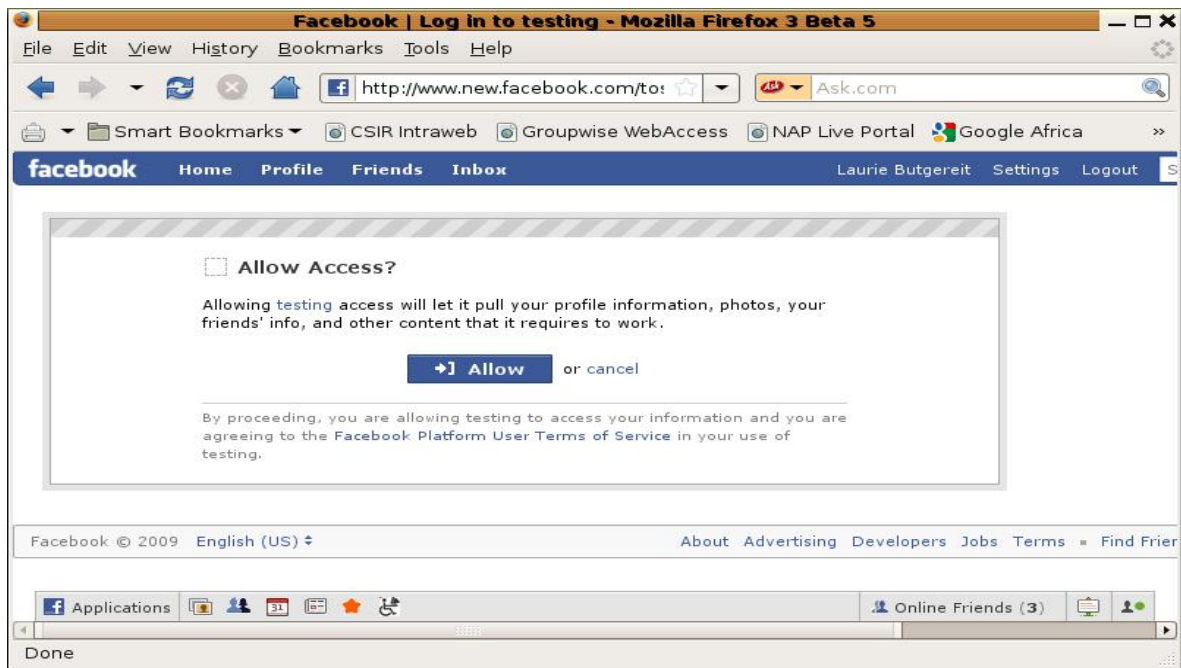 Facebook | Log in to testing - Mozilla Firefox 3 Beta 5
File Edit View History Bookmarks Tools Help
http://www.new.facebook.com/to Ask.com
Smart Bookmarks CSIR Intraweb Groupwise WebAccess NAP Live Portal Google Africa »
facebook Home Profile Friends Inbox Laurie Butgereit Settings Logout S
Allow Access?
Allowing testing access will let it pull your profile information, photos, your
friends' info, and other content that it requires to work.
Allow or cancel
By proceeding, you are allowing testing to access your information and you are
agreeing to the Facebook Platform User Terms of Service in your use of
testing.
Facebook © 2009 English (US) About Advertising Developers Jobs Terms Find Frien
Applications 31 Online Friends (3)
Done